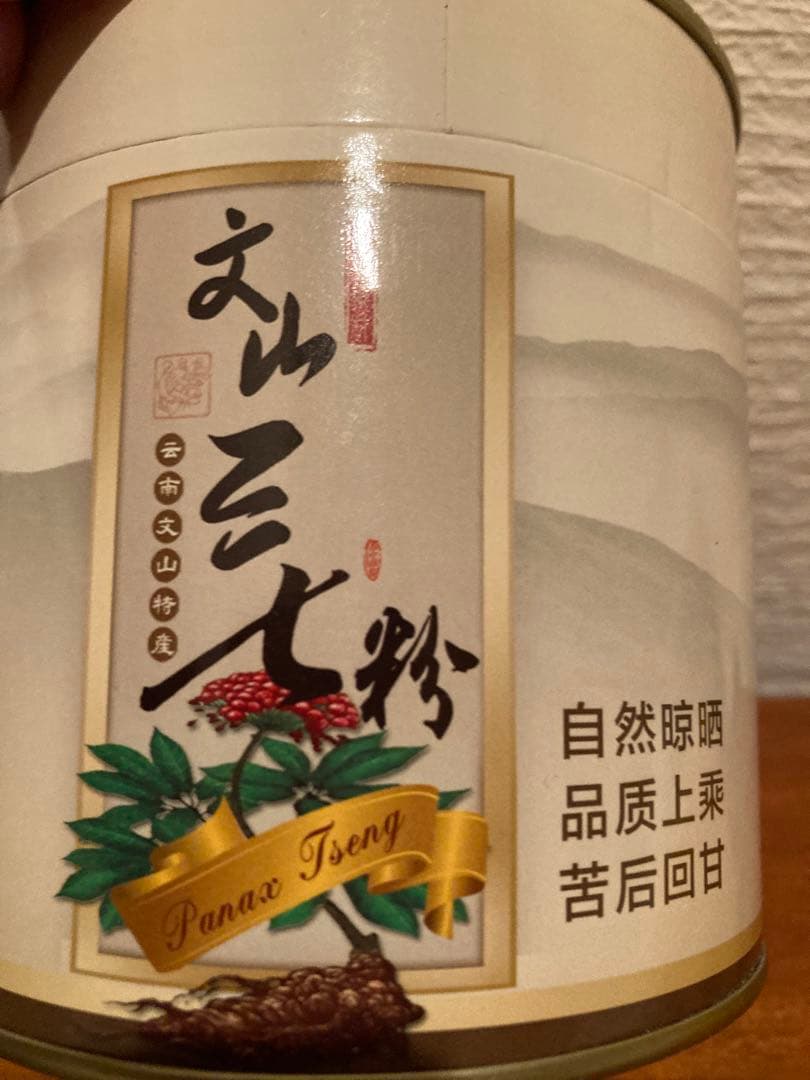 文山三七粉
云南文山特産
Panax Tseng
自然晾晒
品质上乘
苦后回甘